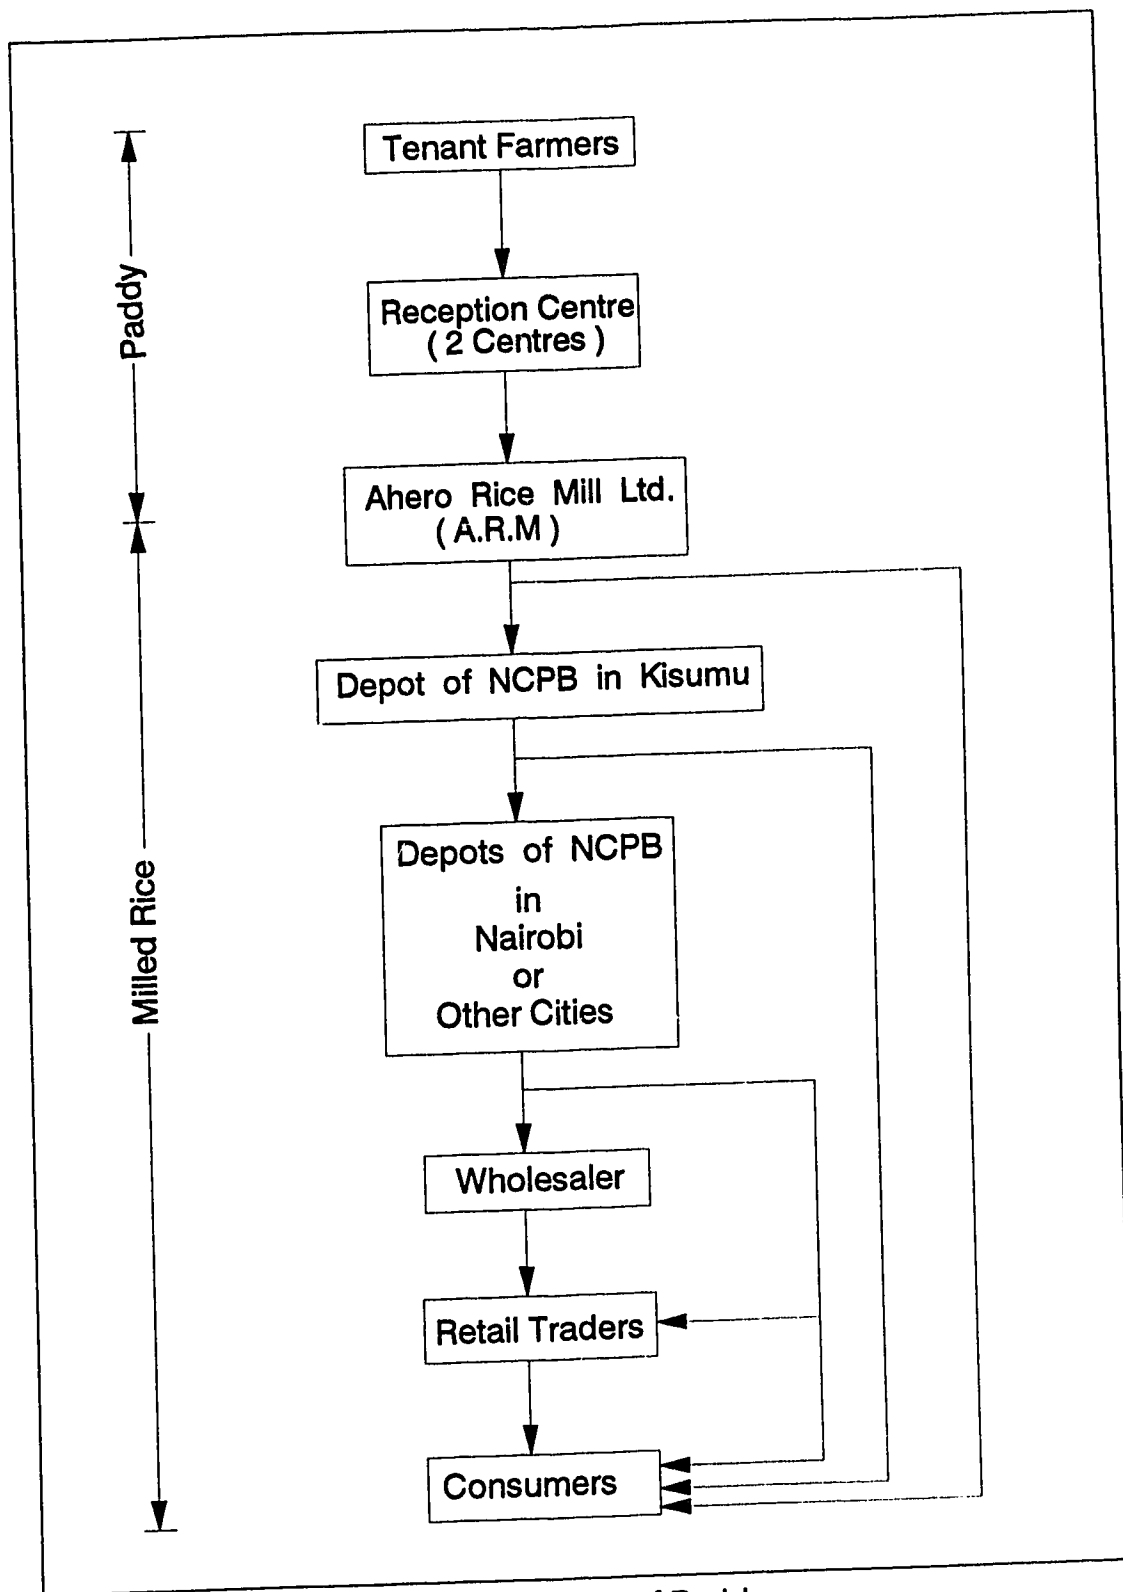 Tenant Farmers
Reception Centre
( 2 Centres )
Paddy
Ahero Rice Mill Ltd.
( A.R.M )
Depot of NCPB in Kisumu
Depots of NCPB
in
Nairobi
or
Other Cities
Milled Rice
Wholesaler
Retail Traders
Consumers